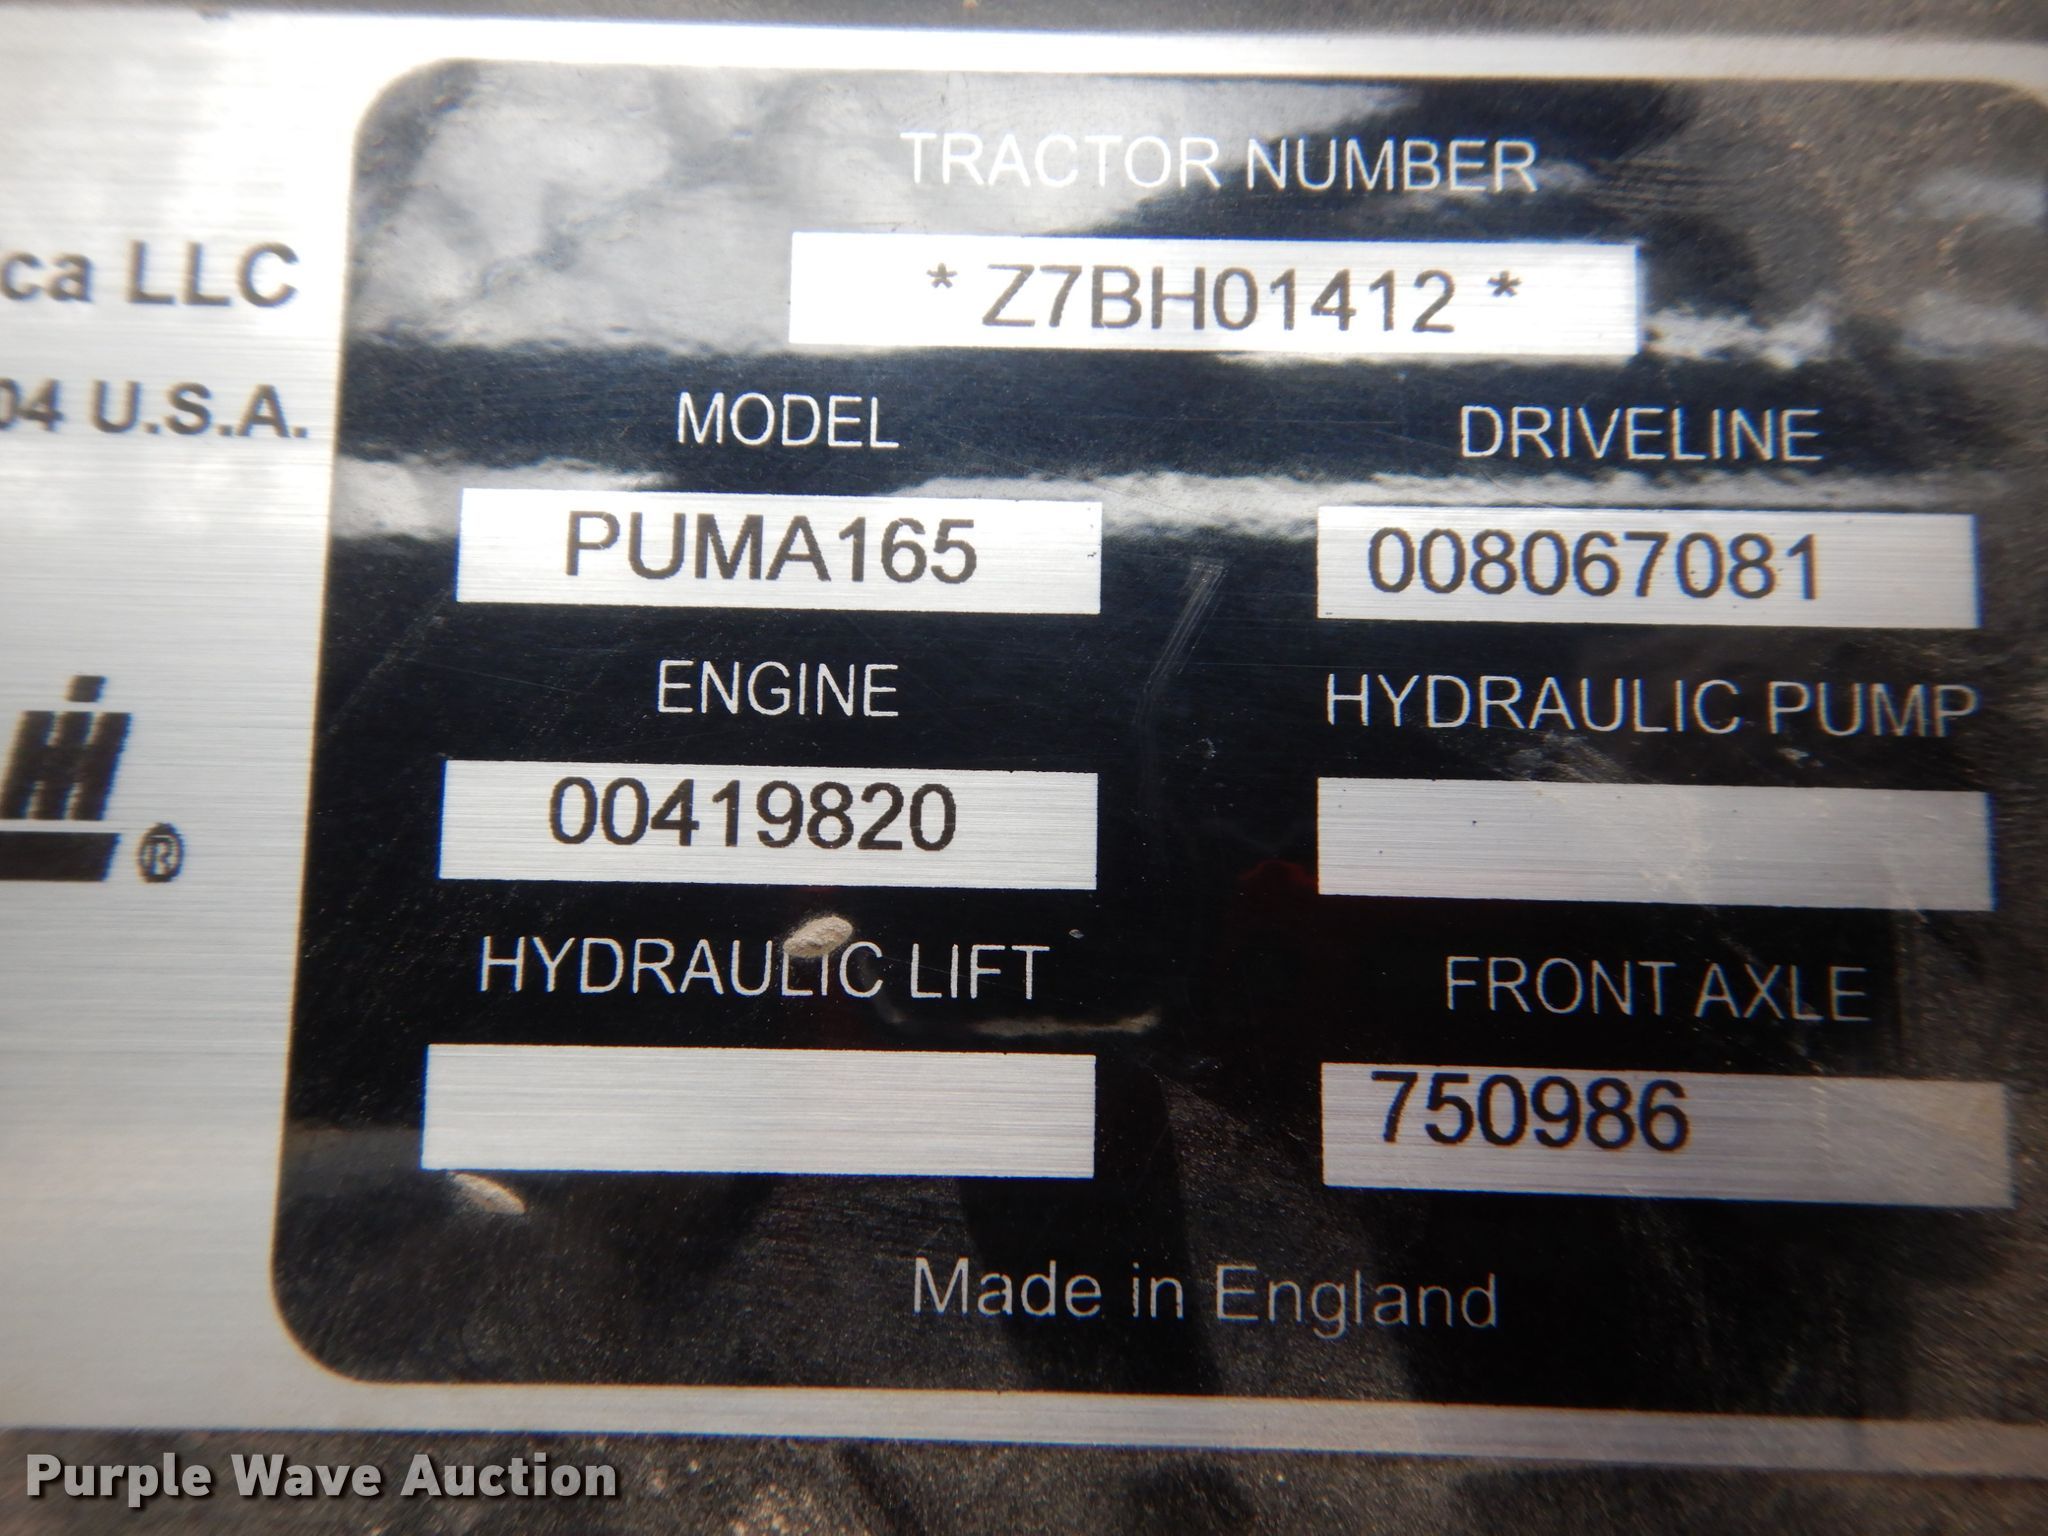 TRACTOR NUMBER
* Z7BH01412 *
ca LLC
04 U.S.A.
MODEL
DRIVELINE
PUMA165
008067081
ENGINE
HYDRAULIC PUMP
00419820
®
HYDRAULIC LIFT
FRONT AXLE
750986
Made in England
Purple Wave Auction